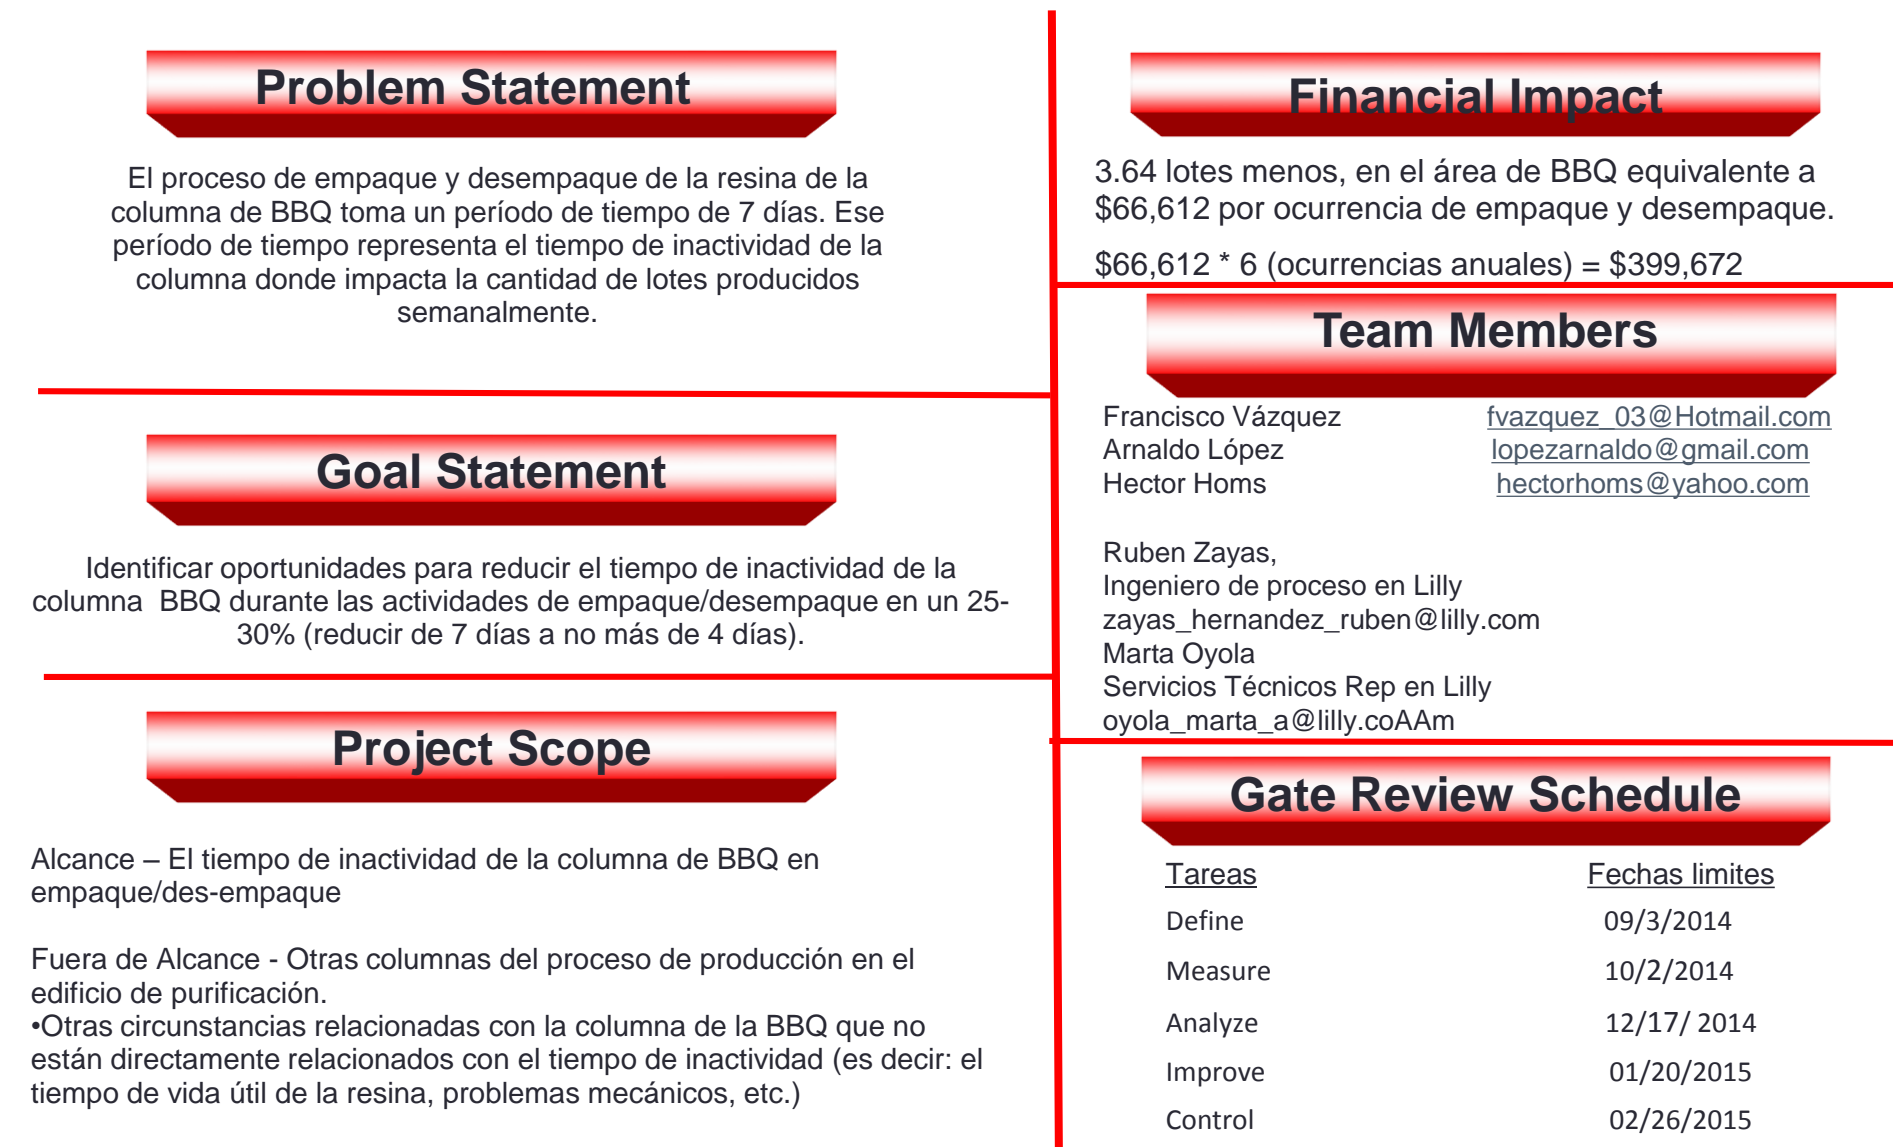 Problem Statement
El proceso de empaque y desempaque de la resina de la
columna de BBQ toma un período de tiempo de 7 días. Ese
período de tiempo representa el tiempo de inactividad de la
columna donde impacta la cantidad de lotes producidos
semanalmente.
Goal Statement
Identificar oportunidades para reducir el tiempo de inactividad de la
columna  BBQ durante las actividades de empaque/desempaque en un 25-
30% (reducir de 7 días a no más de 4 días).
Project Scope
Alcance – El tiempo de inactividad de la columna de BBQ en
empaque/des-empaque
Fuera de Alcance - Otras columnas del proceso de producción en el
edificio de purificación.
•Otras circunstancias relacionadas con la columna de la BBQ que no
están directamente relacionados con el tiempo de inactividad (es decir: el
tiempo de vida útil de la resina, problemas mecánicos, etc.)
Financial Impact
3.64 lotes menos, en el área de BBQ equivalente a
$66,612 por ocurrencia de empaque y desempaque.
$66,612 * 6 (ocurrencias anuales) = $399,672
Team Members
Francisco Vázquez fvazquez_03@Hotmail.com
Arnaldo López lopezarnaldo@gmail.com
Hector Homs hectorhoms@yahoo.com
Ruben Zayas,
Ingeniero de proceso en Lilly
zayas_hernandez_ruben@lilly.com
Marta Oyola
Servicios Técnicos Rep en Lilly
oyola_marta_a@lilly.coAAm
Gate Review Schedule
Tareas Fechas limites
Define 09/3/2014
Measure 10/2/2014
Analyze 12/17/ 2014
Improve 01/20/2015
Control 02/26/2015